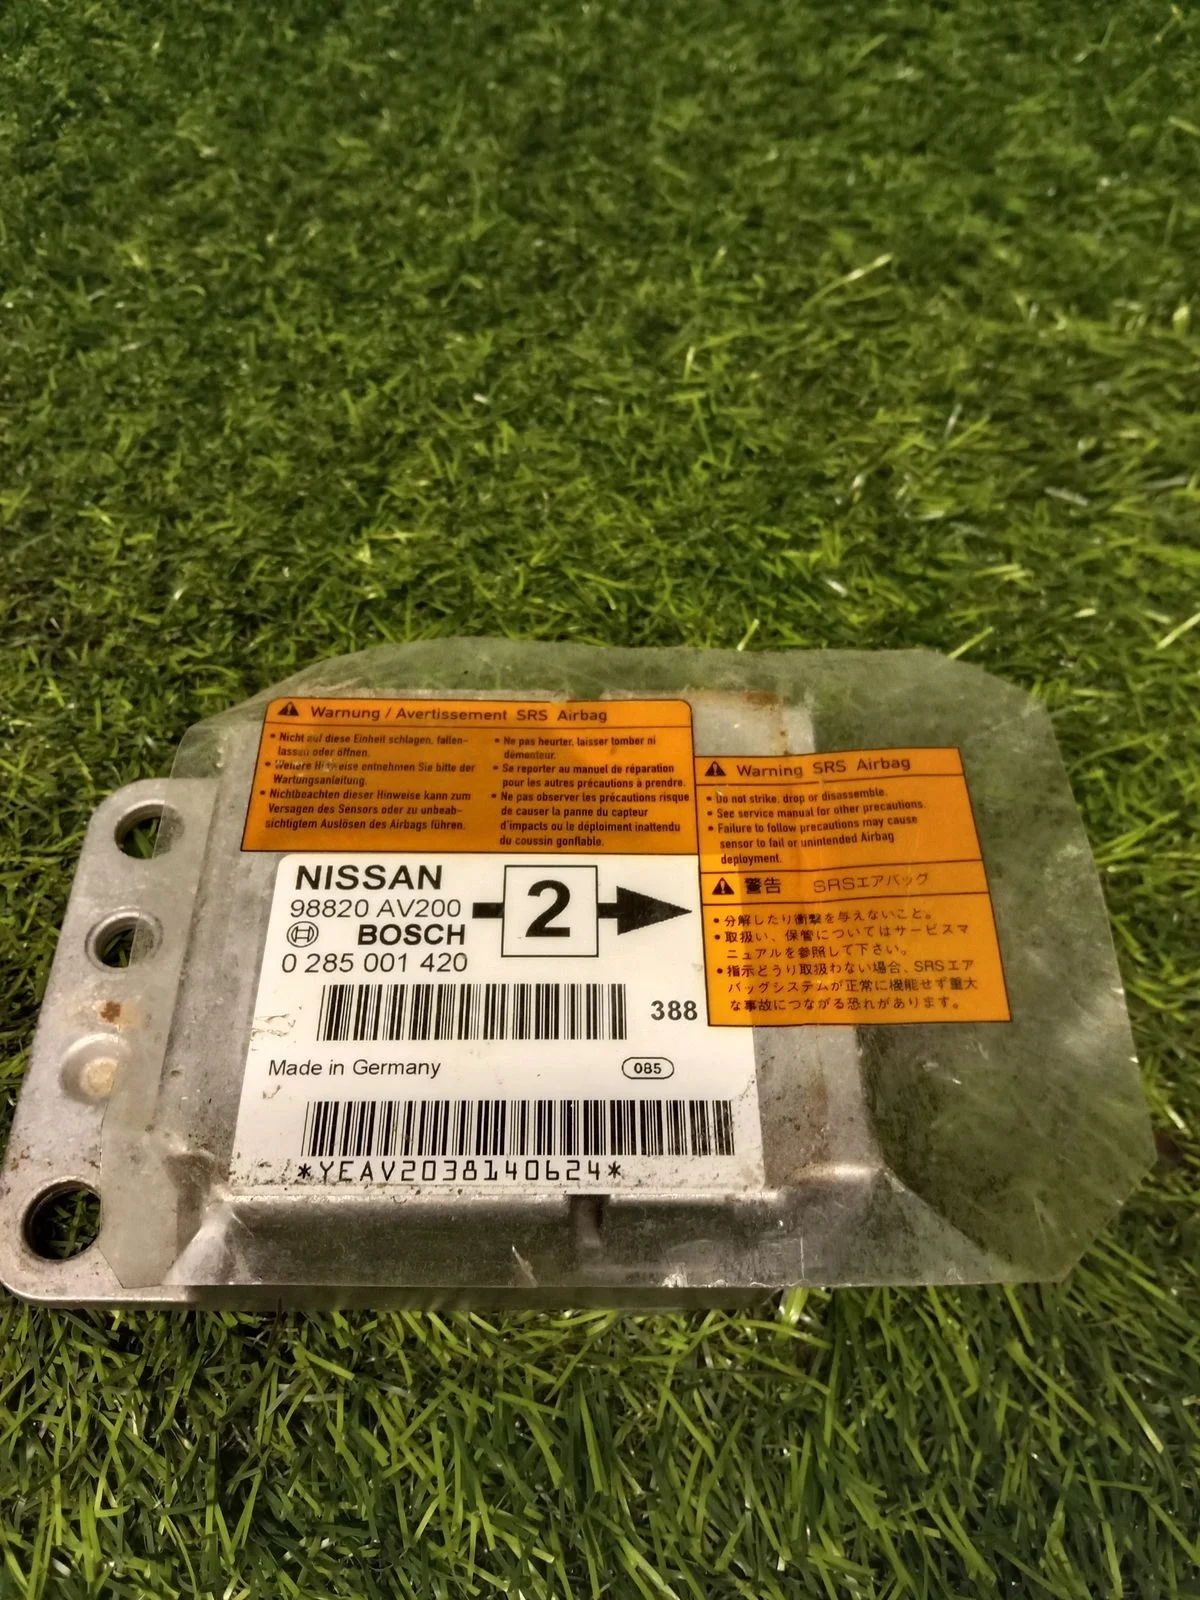 Warnung / Avertissement SRS Airbag
• Nicht auf diese Einheit schlagen, fallen-
lassen oder öffnen.
• Weitere Hinweise entnehmen Sie bitte der
Wartungsanleitung.
• Nichtbeachten dieser Hinweise kann zum
Versagen des Sensors oder zu unbeab-
sichtigtem Auslösen des Airbags führen.
• Ne pas heurter, laisser tomber ni
démonteur.
• Se reporter au manuel de réparation
pour les autres précautions à prendre.
• Ne pas observer les précautions risque
de causer la panne du capteur
d'impacts ou le déploiment inattendu
du coussin gonflable.
Warning SRS Airbag
• Do not strike, drop or disassemble.
• See service manual for other precautions.
• Failure to follow precautions may cause
sensor to fail or unintended Airbag
deployment.
警告 SRSエアバッグ
• 分解したり衝撃を与えないこと。
• 取扱い、保管についてはサービスマ
ニュアルを参照して下さい。
• 指示どうり取扱わない場合、SRSエア
バッグシステムが正常に機能せず重大
な事故につながる恐れがあります。
NISSAN
98820 AV200
2
BOSCH
0 285 001 420
388
Made in Germany
085
*YEAV2038140624*